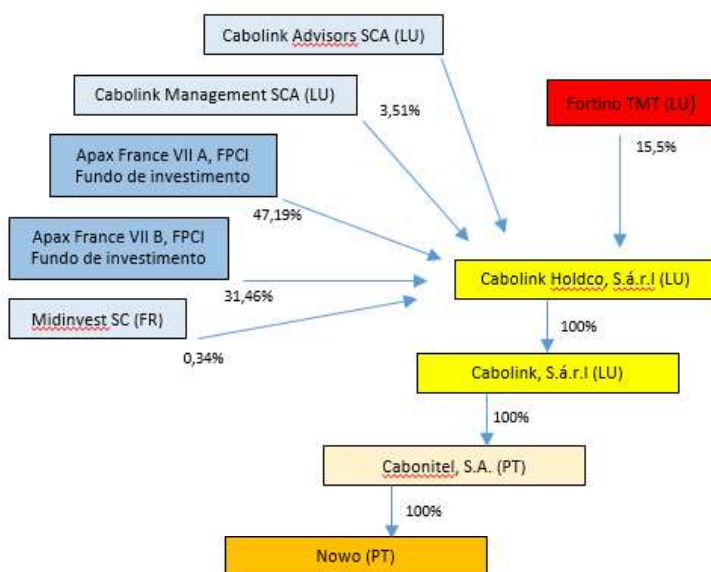 Cabolink Advisors SCA (LU)
Cabolink Management SCA (LU)
3,51%
Fortino TMT (LU)
15,5%
Apax France VII A, FPCI
Fundo de investimento
47,19%
Apax France VII B, FPCI
Fundo de investimento
31,46%
Midinvest SC (FR)
0,34%
Cabolink Holdco, S.á.r.l (LU)
100%
Cabolink, S.á.r.l (LU)
100%
Cabonitel, S.A. (PT)
100%
Nowo (PT)